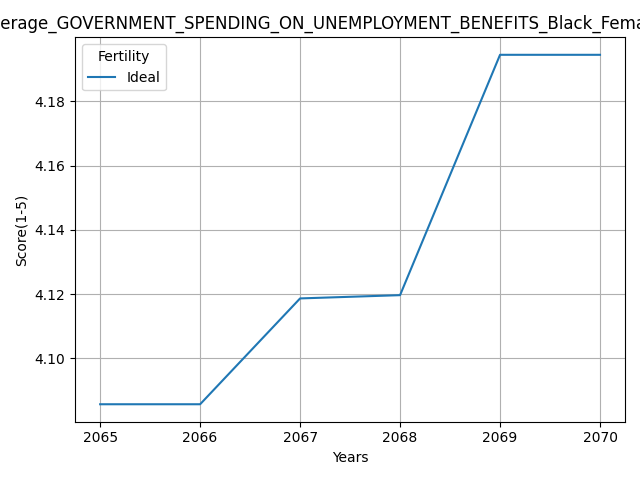 erage_GOVERNMENT_SPENDING_ON_UNEMPLOYMENT_BENEFITS_Black_Fema
Fertility
Ideal
4.18
4.16
4.14
4.12
4.10
Score(1-5)
2065 2066 2067 2068 2069 2070
Years